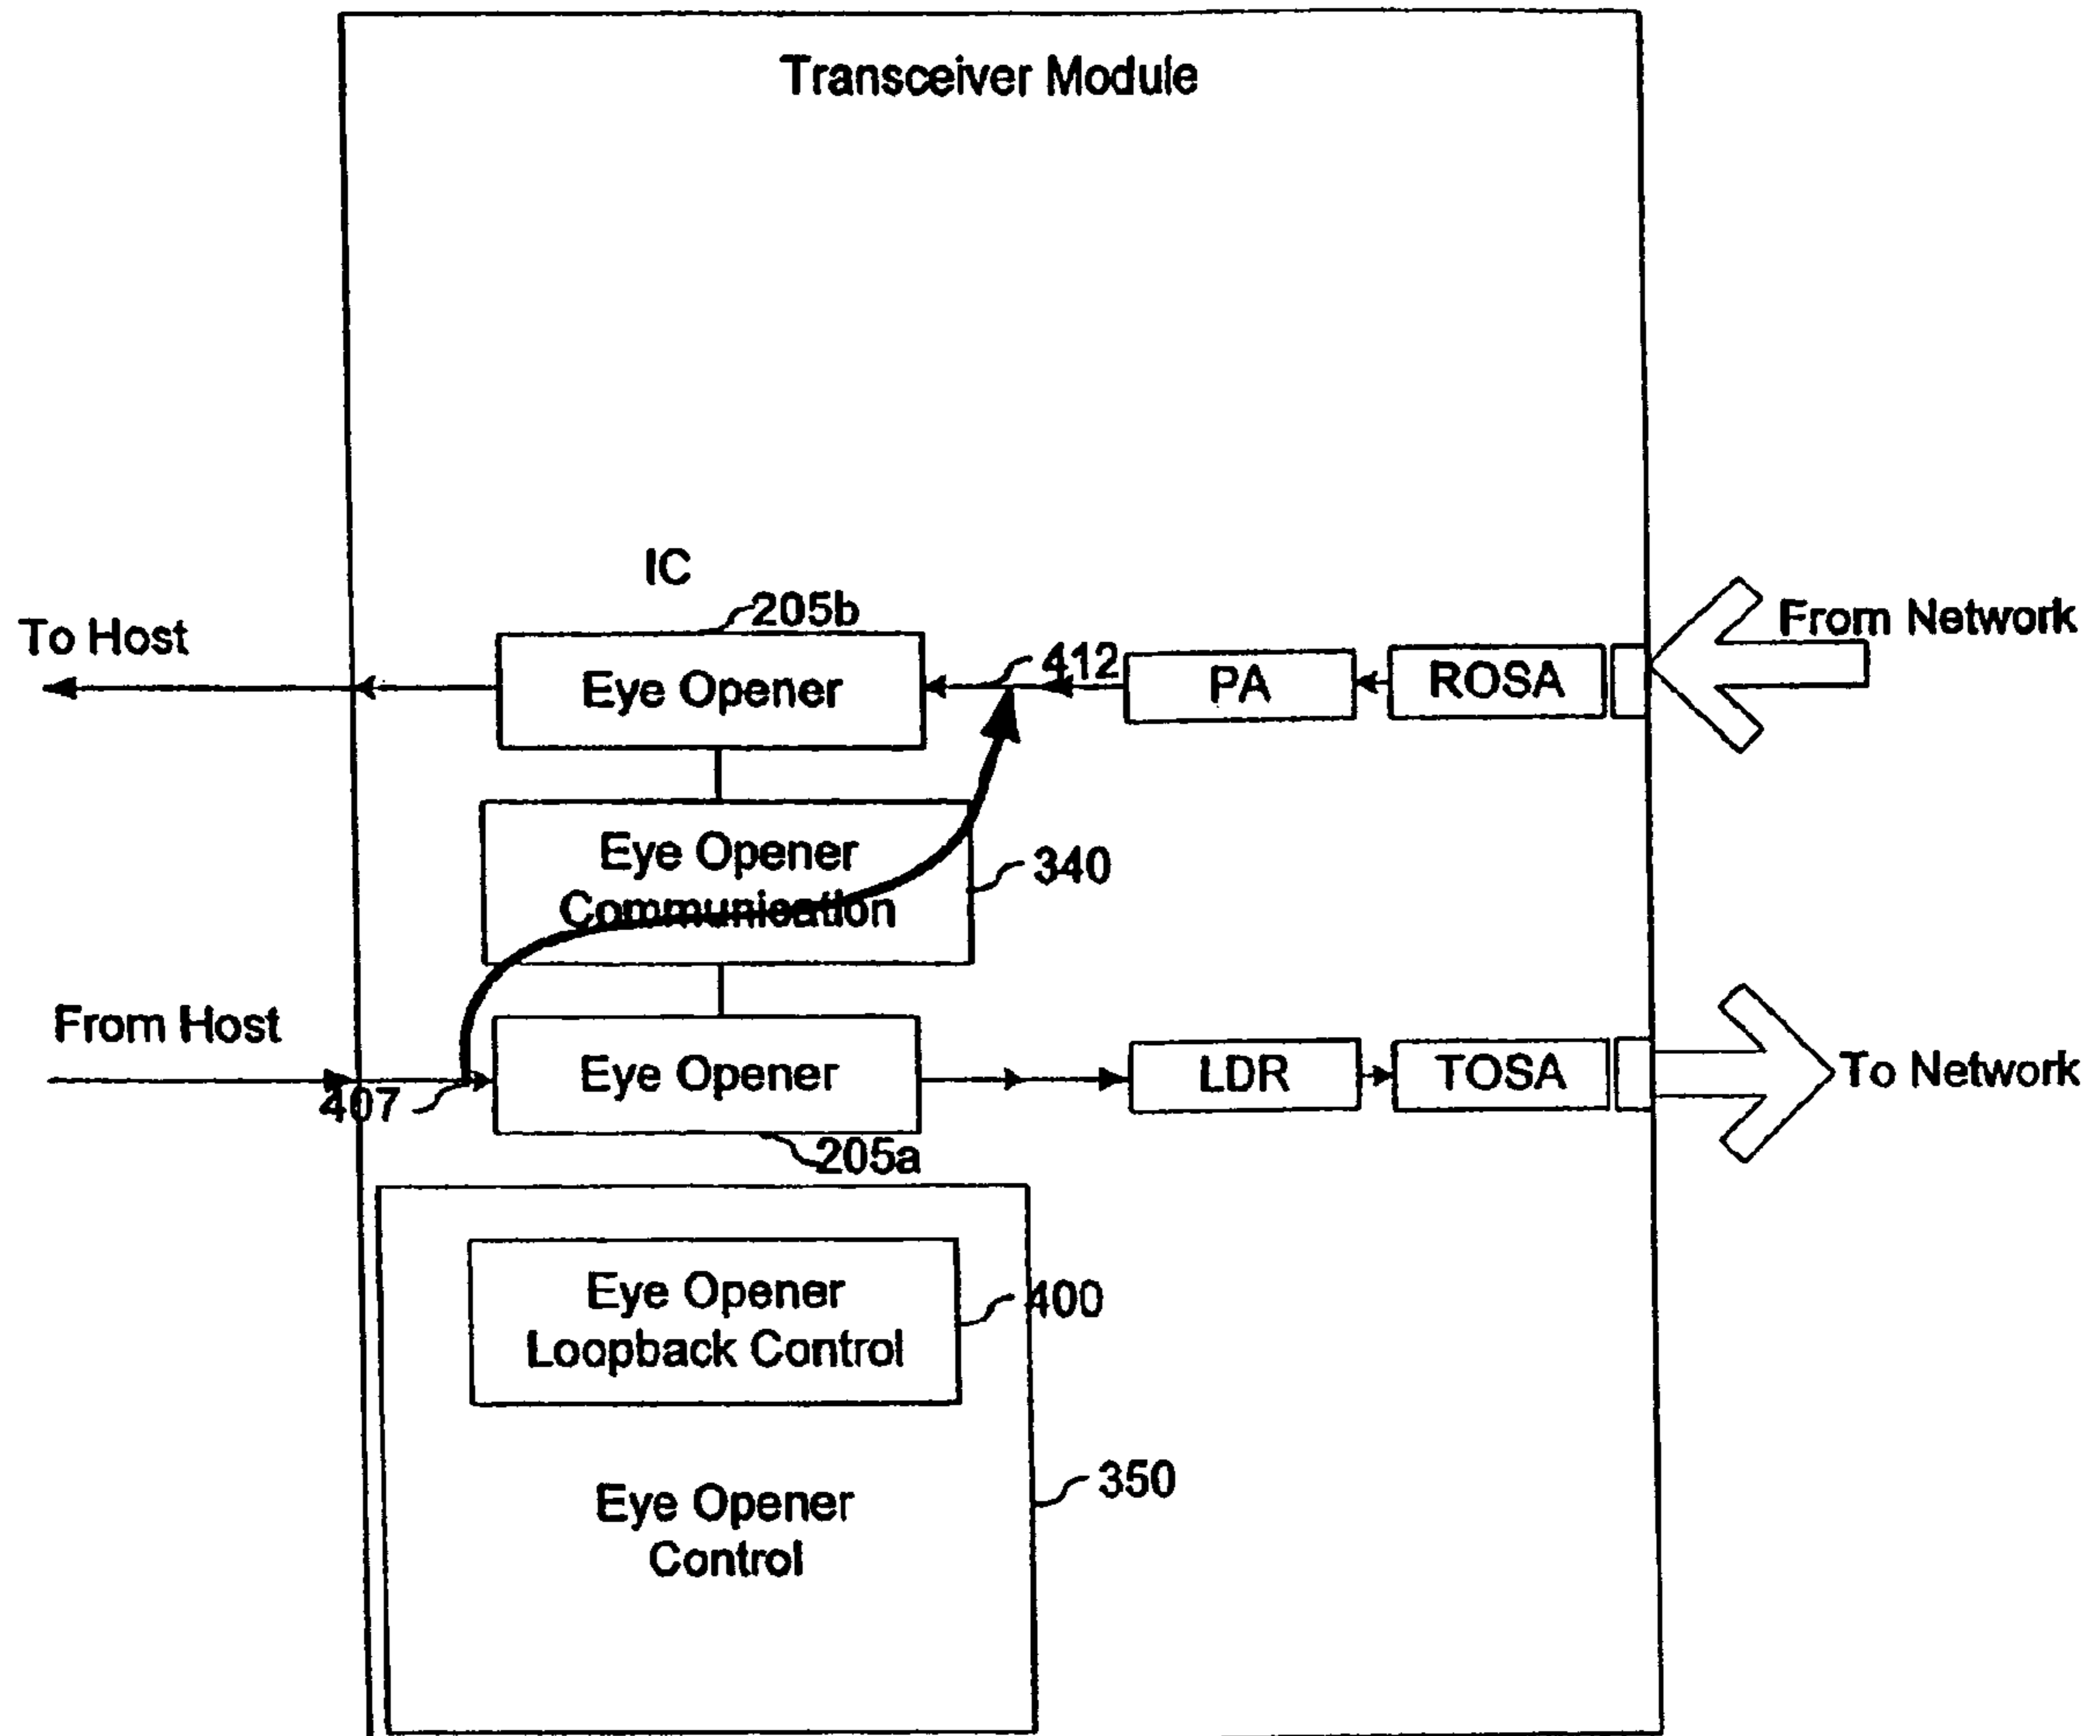 Transceiver Module
IC
205b
To Host
Eye Opener
412
PA
ROSA
From Network
Eye Opener
Communication
340
From Host
407
Eye Opener
LDR
TOSA
To Network
205a
Eye Opener
Loopback Control
400
350
Eye Opener
Control